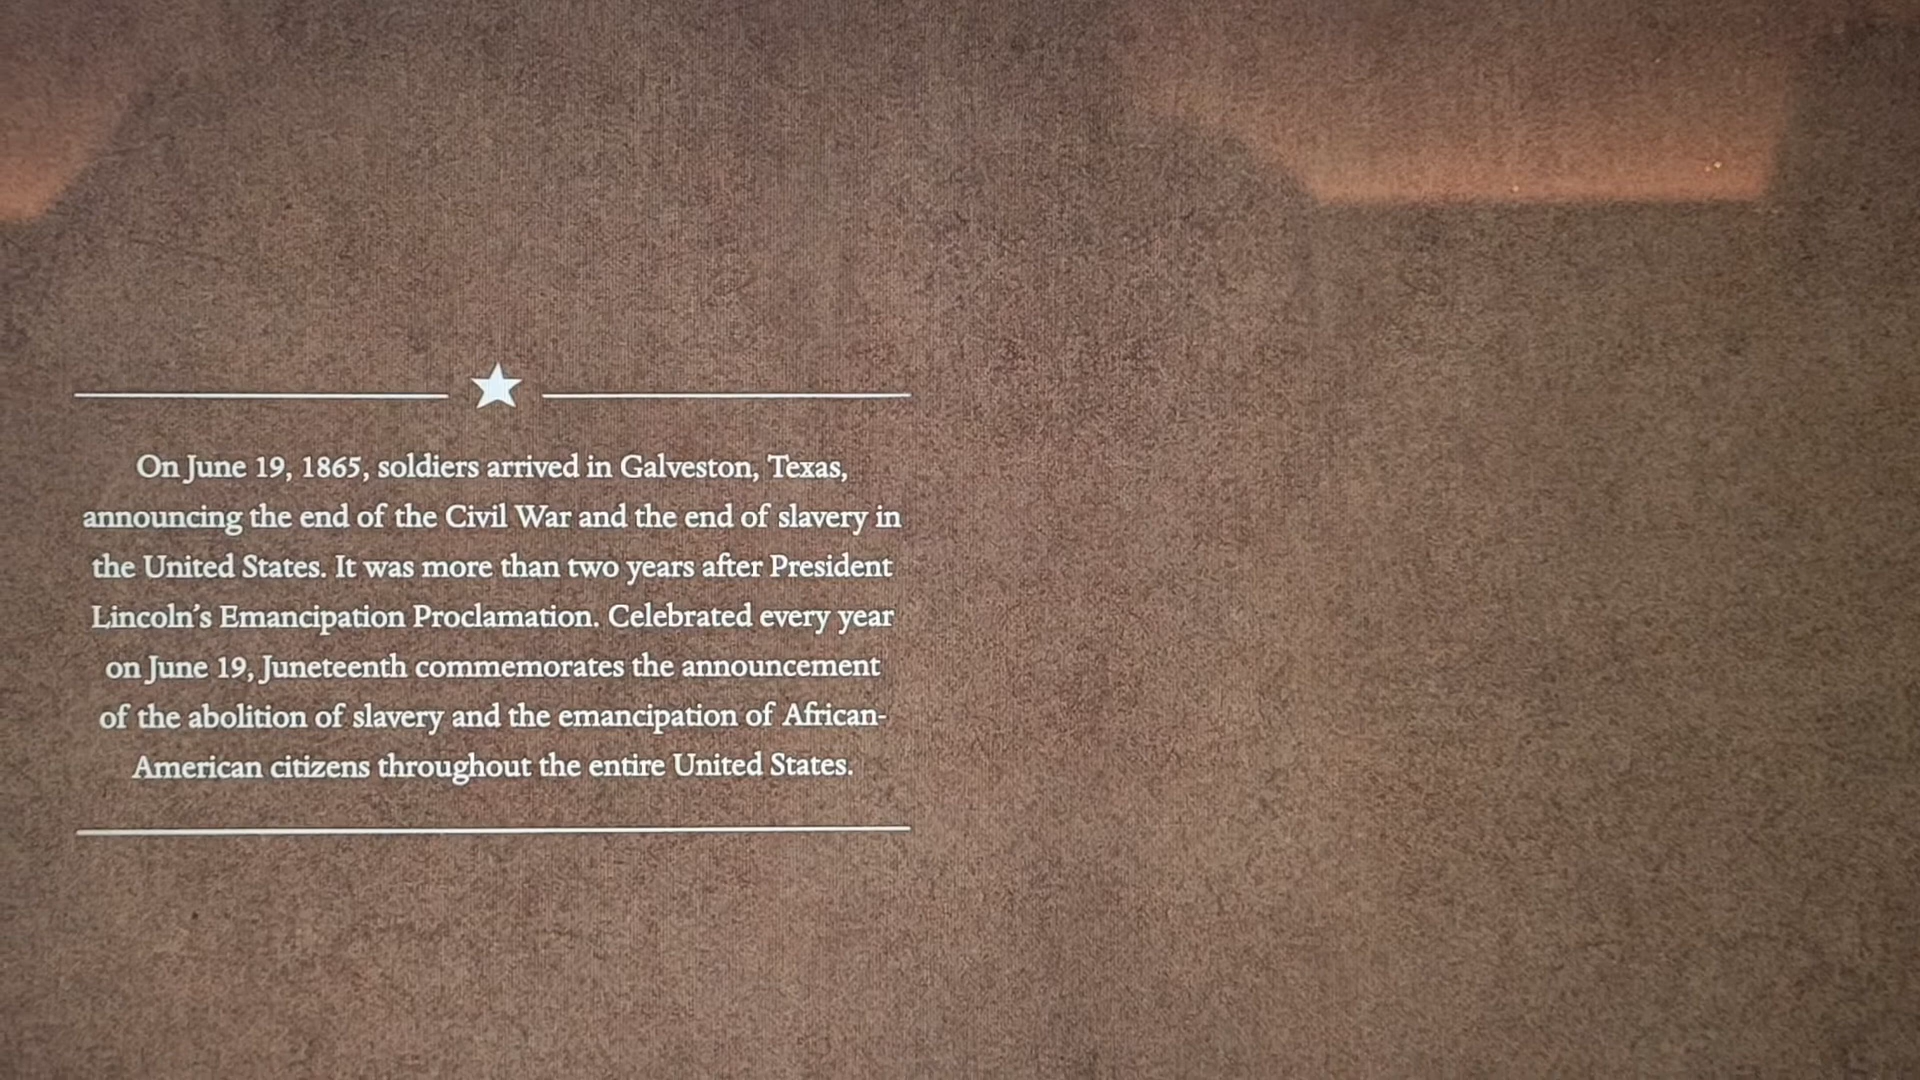 On June 19, 1865, soldiers arrived in Galveston, Texas,
announcing the end of the Civil War and the end of slavery in
the United States. It was more than two years after President
Lincoln's Emancipation Proclamation. Celebrated every year
on June 19, Juneteenth commemorates the announcement
of the abolition of slavery and the emancipation of African-
American citizens throughout the entire United States.